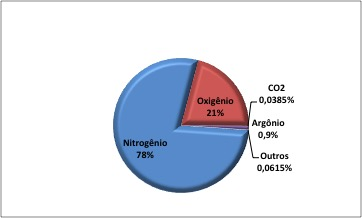 CO2
0,0385%
Oxigênio
21%
Argônio
0,9%
Nitrogênio
78%
Outros
0,0615%